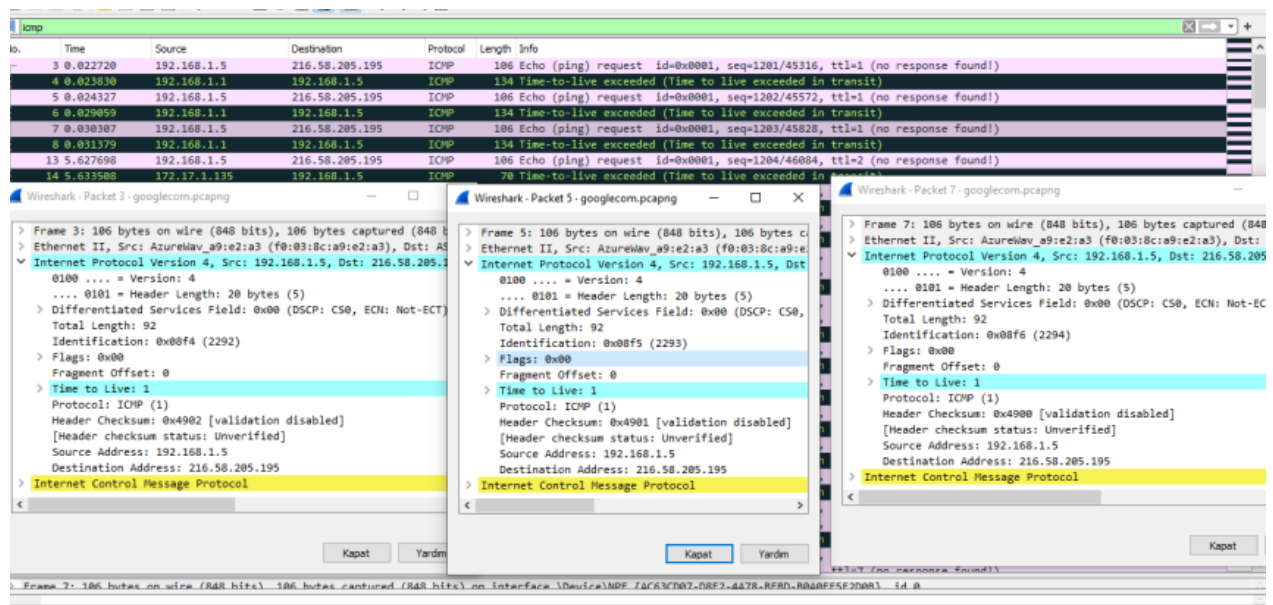 icmp
No. Time Source Destination Protocol Length Info
3 0.022720 192.168.1.5 216.58.205.195 ICMP 106 Echo (ping) request id=0x0001, seq=1201/45316, ttl=1 (no response found!)
4 0.023830 192.168.1.1 192.168.1.5 ICMP 134 Time-to-live exceeded (Time to live exceeded in transit)
5 0.024327 192.168.1.5 216.58.205.195 ICMP 106 Echo (ping) request id=0x0001, seq=1202/45572, ttl=1 (no response found!)
6 0.029059 192.168.1.1 192.168.1.5 ICMP 134 Time-to-live exceeded (Time to live exceeded in transit)
7 0.030307 192.168.1.5 216.58.205.195 ICMP 106 Echo (ping) request id=0x0001, seq=1203/45828, ttl=1 (no response found!)
8 0.031379 192.168.1.1 192.168.1.5 ICMP 134 Time-to-live exceeded (Time to live exceeded in transit)
13 5.627698 192.168.1.5 216.58.205.195 ICMP 106 Echo (ping) request id=0x0001, seq=1204/46084, ttl=2 (no response found!)
14 5.633508 172.17.1.135 192.168.1.5 ICMP 70 Time-to-live exceeded (Time to live exceeded in transit)
Wireshark · Packet 3 · googlecom.pcapng
Frame 3: 106 bytes on wire (848 bits), 106 bytes captured (848 b
Ethernet II, Src: AzureWav_a9:e2:a3 (f0:03:8c:a9:e2:a3), Dst: AS
Internet Protocol Version 4, Src: 192.168.1.5, Dst: 216.58.205.1
0100 .... = Version: 4
.... 0101 = Header Length: 20 bytes (5)
Differentiated Services Field: 0x00 (DSCP: CS0, ECN: Not-ECT)
Total Length: 92
Identification: 0x08f4 (2292)
Flags: 0x00
Fragment Offset: 0
Time to Live: 1
Protocol: ICMP (1)
Header Checksum: 0x4902 [validation disabled]
[Header checksum status: Unverified]
Source Address: 192.168.1.5
Destination Address: 216.58.205.195
Internet Control Message Protocol
Kapat Yardım
Wireshark · Packet 5 · googlecom.pcapng
Frame 5: 106 bytes on wire (848 bits), 106 bytes ca
Ethernet II, Src: AzureWav_a9:e2:a3 (f0:03:8c:a9:e2
Internet Protocol Version 4, Src: 192.168.1.5, Dst
0100 .... = Version: 4
.... 0101 = Header Length: 20 bytes (5)
Differentiated Services Field: 0x00 (DSCP: CS0,
Total Length: 92
Identification: 0x08f5 (2293)
Flags: 0x00
Fragment Offset: 0
Time to Live: 1
Protocol: ICMP (1)
Header Checksum: 0x4901 [validation disabled]
[Header checksum status: Unverified]
Source Address: 192.168.1.5
Destination Address: 216.58.205.195
Internet Control Message Protocol
Kapat Yardım
Wireshark · Packet 7 · googlecom.pcapng
Frame 7: 106 bytes on wire (848 bits), 106 bytes captured (848
Ethernet II, Src: AzureWav_a9:e2:a3 (f0:03:8c:a9:e2:a3), Dst:
Internet Protocol Version 4, Src: 192.168.1.5, Dst: 216.58.205
0100 .... = Version: 4
.... 0101 = Header Length: 20 bytes (5)
Differentiated Services Field: 0x00 (DSCP: CS0, ECN: Not-EC
Total Length: 92
Identification: 0x08f6 (2294)
Flags: 0x00
Fragment Offset: 0
Time to Live: 1
Protocol: ICMP (1)
Header Checksum: 0x4900 [validation disabled]
[Header checksum status: Unverified]
Source Address: 192.168.1.5
Destination Address: 216.58.205.195
Internet Control Message Protocol
Kapat
ttl=7 (no response found!)
Frame 7: 106 bytes on wire (848 bits), 106 bytes captured (848 bits) on interface \Device\NPF_ id 0